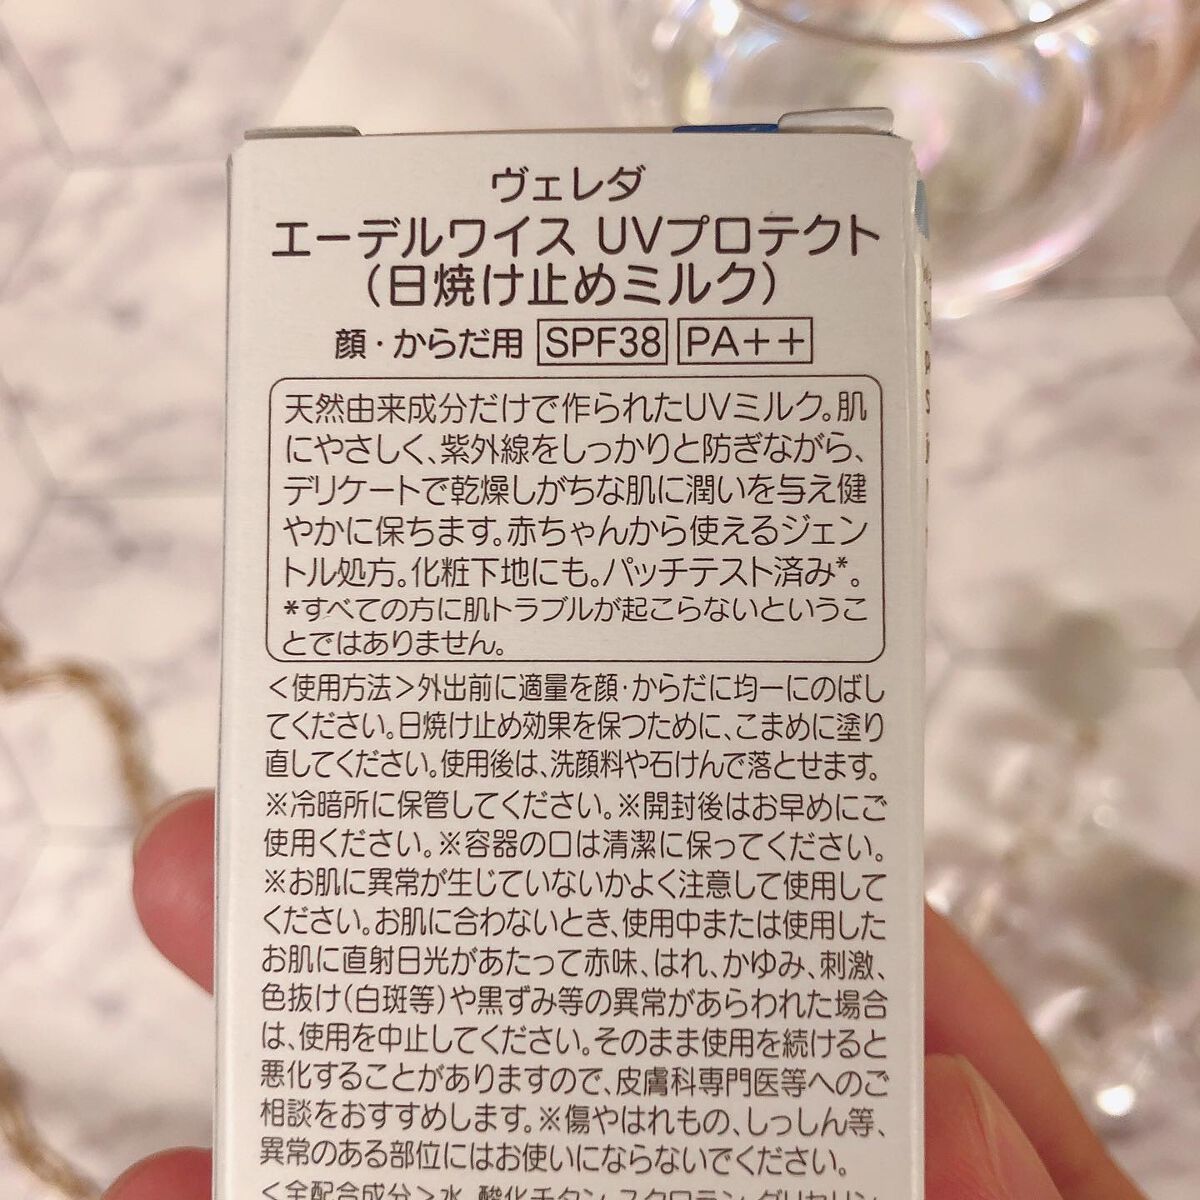 ヴェレダ
エーデルワイス UVプロテクト
(日焼け止めミルク)
顔・からだ用 SPF38 PA++
天然由来成分だけで作られたUVミルク。肌
にやさしく、紫外線をしっかりと防ぎながら、
デリケートで乾燥しがちな肌に潤いを与え健
やかに保ちます。赤ちゃんから使えるジェン
トル処方。化粧下地にも。パッチテスト済み*。
*すべての方に肌トラブルが起こらないというこ
とではありません。
<使用方法>外出前に適量を顔・からだに均一にのばし
てください。日焼け止め効果を保つために、こまめに塗り
直してください。使用後は、洗顔料や石けんで落とせます。
※冷暗所に保管してください。※開封後はお早めにご
使用ください。※容器の口は清潔に保ってください。
※お肌に異常が生じていないかよく注意して使用して
ください。お肌に合わないとき、使用中または使用した
お肌に直射日光があたって赤味、はれ、かゆみ、刺激、
色抜け(白斑等)や黒ずみ等の異常があらわれた場合
は、使用を中止してください。そのまま使用を続けると
悪化することがありますので、皮膚科専門医等へのご
相談をおすすめします。※傷やはれもの、しっしん等、
異常のある部位にはお使いにならないでください。
<全配合成分>水、酸化チタン、スクロテン、グリセリン、